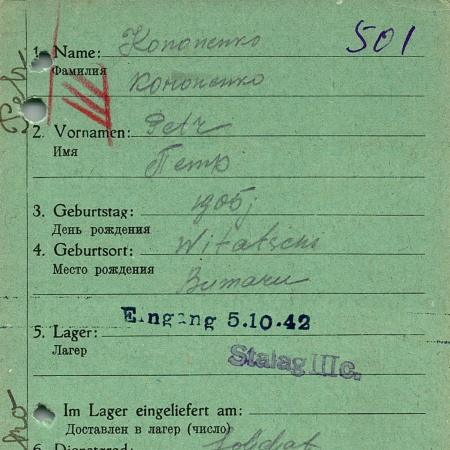 501
1. Name: Kononenko
Фамилия
Кононенко
2. Vornamen: Petr
Имя
Петр
3. Geburtstag: 1905j
День рождения
4. Geburtsort: Witatschi
Место рождения
Витачи
Eingang 5.10.42
5. Lager:
Лагер
Stalag IIIc.
Im Lager eingeliefert am:
Доставлен в лагер (число)
6. Dienstgrad: Soldat